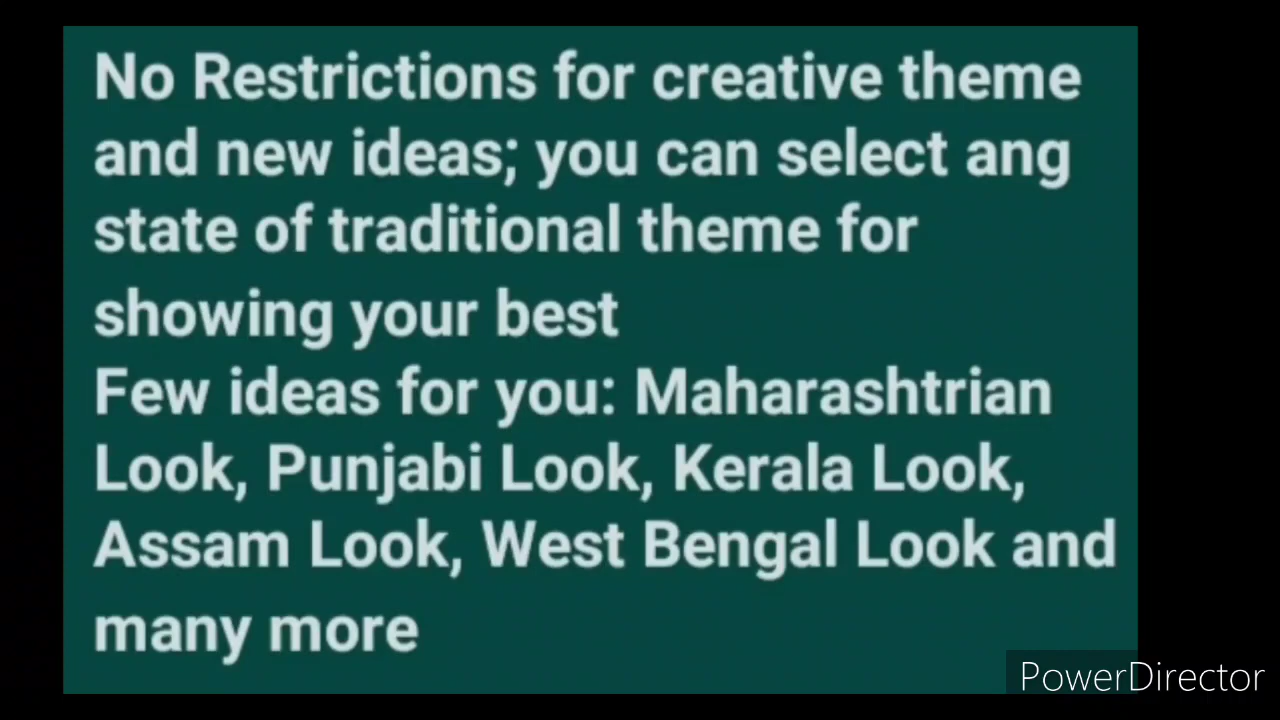 No Restrictions for creative theme
and new ideas; you can select ang
state of traditional theme for
showing your best
Few ideas for you: Maharashtrian
Look, Punjabi Look, Kerala Look,
Assam Look, West Bengal Look and
many more
PowerDirector